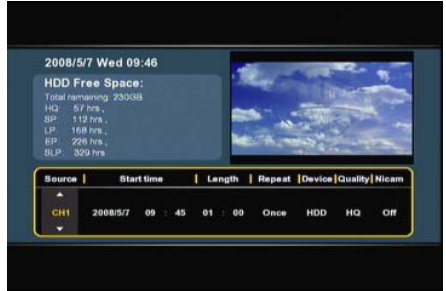 2008/5/7 Wed 09:46
HDD Free Space:
Total remaining: 230GB
HQ: 57 hrs.,
SP: 112 hrs.,
LP: 168 hrs.,
EP: 226 hrs.,
SLP: 329 hrs
Source Start time Length Repeat Device Quality Nicam
CH1 2008/5/7 09 : 45 01 : 00 Once HDD HQ Off